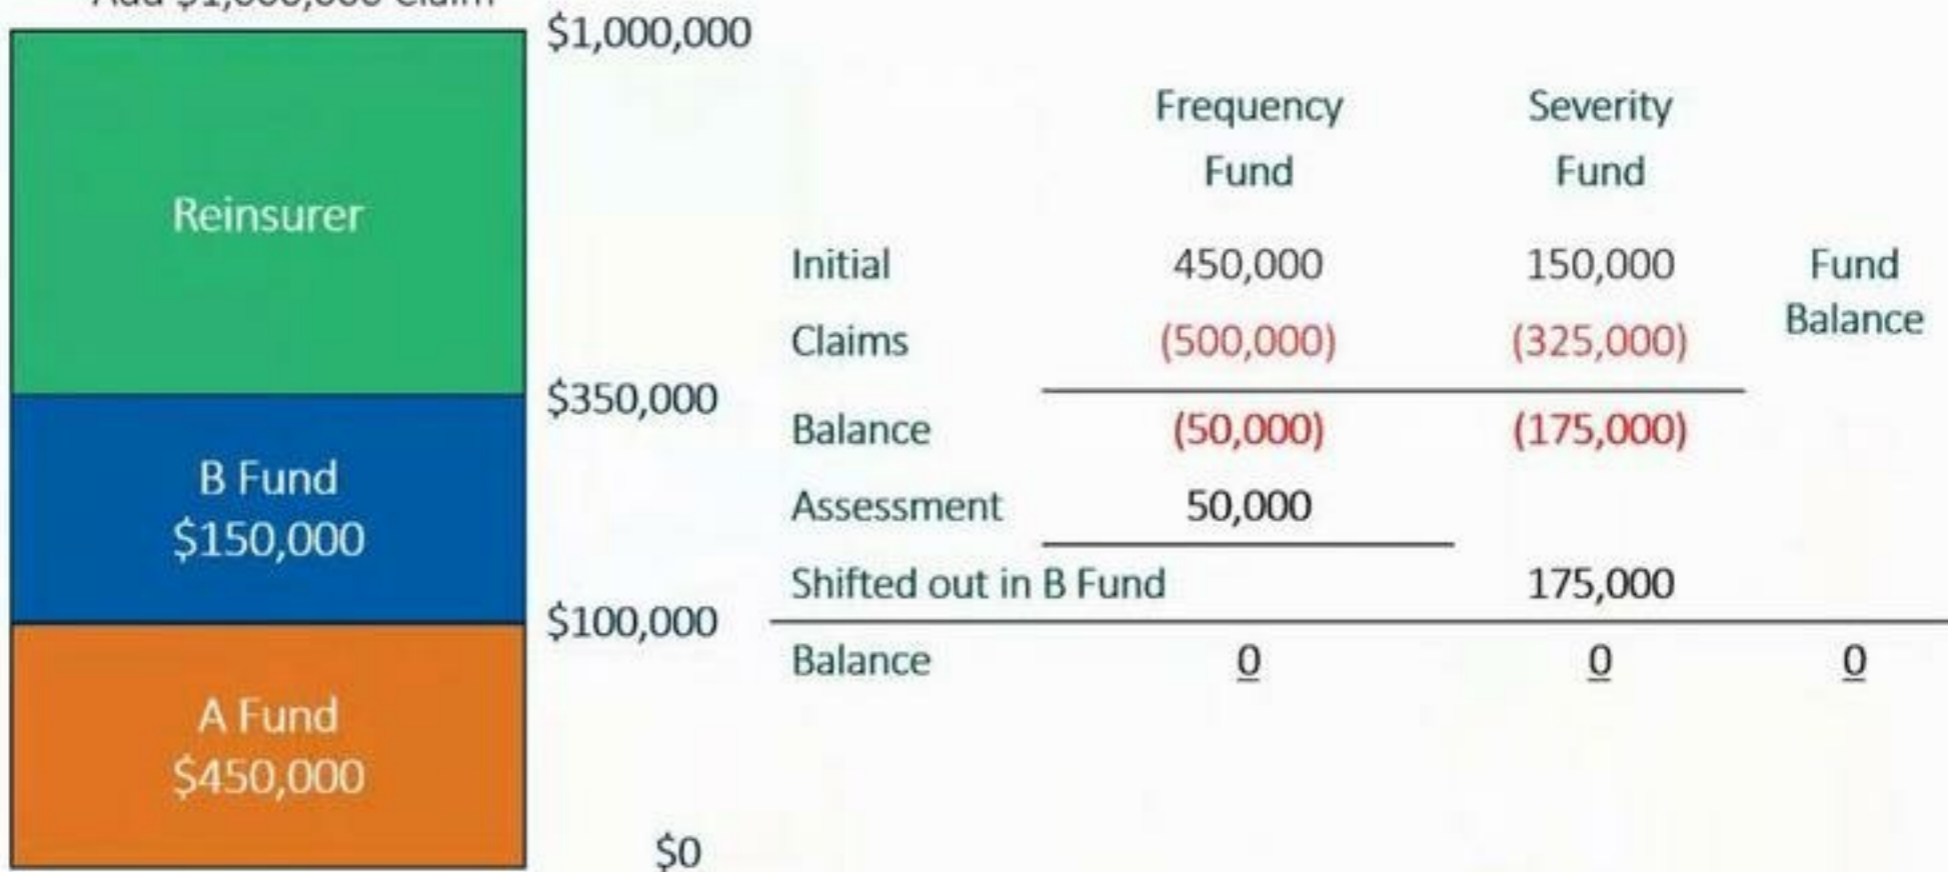 $1,000,000
Reinsurer
$350,000
B Fund
$150,000
$100,000
A Fund
$450,000
$0
Frequency Severity
Fund Fund
Initial 450,000 150,000 Fund
Balance
Claims (500,000) (325,000)
Balance (50,000) (175,000)
Assessment 50,000
Shifted out in B Fund 175,000
Balance 0 0 0